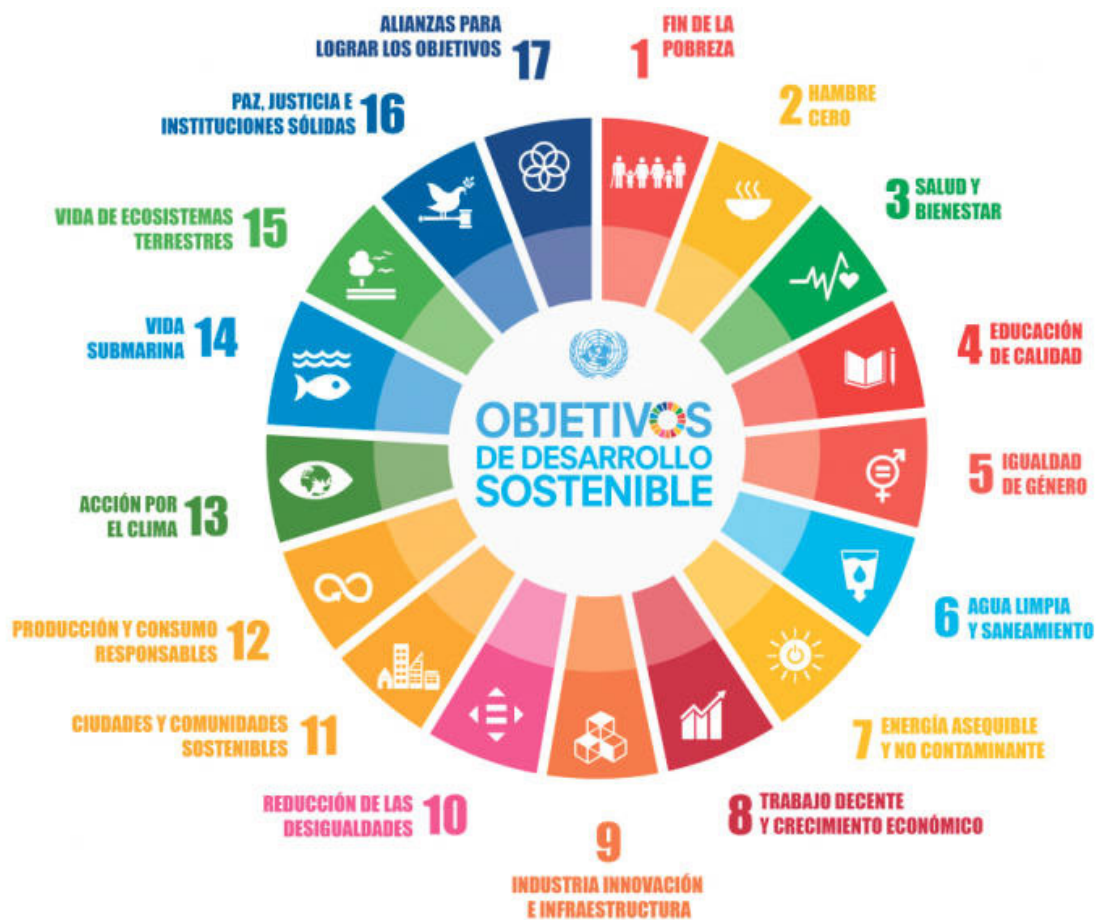 OBJETIVOS
DE DESARROLLO
SOSTENIBLE
1 FIN DE LA
POBREZA
2 HAMBRE
CERO
3 SALUD Y
BIENESTAR
4 EDUCACIÓN
DE CALIDAD
5 IGUALDAD
DE GÉNERO
6 AGUA LIMPIA
Y SANEAMIENTO
7 ENERGÍA ASEQUIBLE
Y NO CONTAMINANTE
8 TRABAJO DECENTE
Y CRECIMIENTO ECONÓMICO
9
INDUSTRIA INNOVACIÓN
E INFRAESTRUCTURA
REDUCCIÓN DE LAS
DESIGUALDADES 10
CIUDADES Y COMUNIDADES
SOSTENIBLES 11
PRODUCCIÓN Y CONSUMO
RESPONSABLES 12
ACCIÓN POR
EL CLIMA 13
VIDA
SUBMARINA 14
VIDA DE ECOSISTEMAS
TERRESTRES 15
PAZ, JUSTICIA E
INSTITUCIONES SÓLIDAS 16
ALIANZAS PARA
LOGRAR LOS OBJETIVOS 17